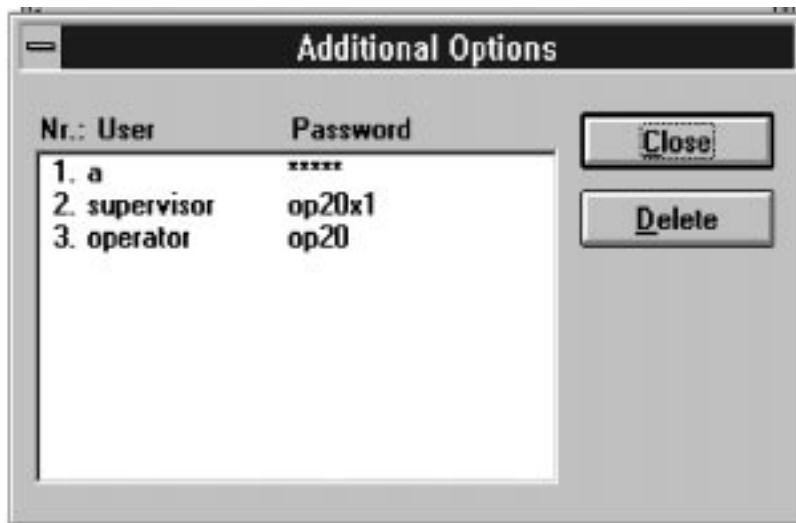 Additional Options
Nr.: User Password
Close
1. a *****
2. supervisor op20x1
Delete
3. operator op20